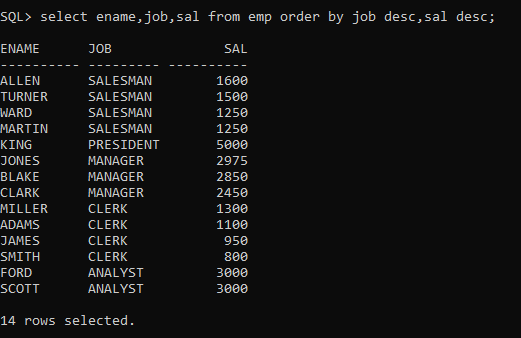 SQL> select ename,job,sal from emp order by job desc,sal desc;
ENAME      JOB              SAL
---------- --------- ----------
ALLEN      SALESMAN        1600
TURNER     SALESMAN        1500
WARD       SALESMAN        1250
MARTIN     SALESMAN        1250
KING       PRESIDENT       5000
JONES      MANAGER         2975
BLAKE      MANAGER         2850
CLARK      MANAGER         2450
MILLER     CLERK           1300
ADAMS      CLERK           1100
JAMES      CLERK            950
SMITH      CLERK            800
FORD       ANALYST         3000
SCOTT      ANALYST         3000
14 rows selected.